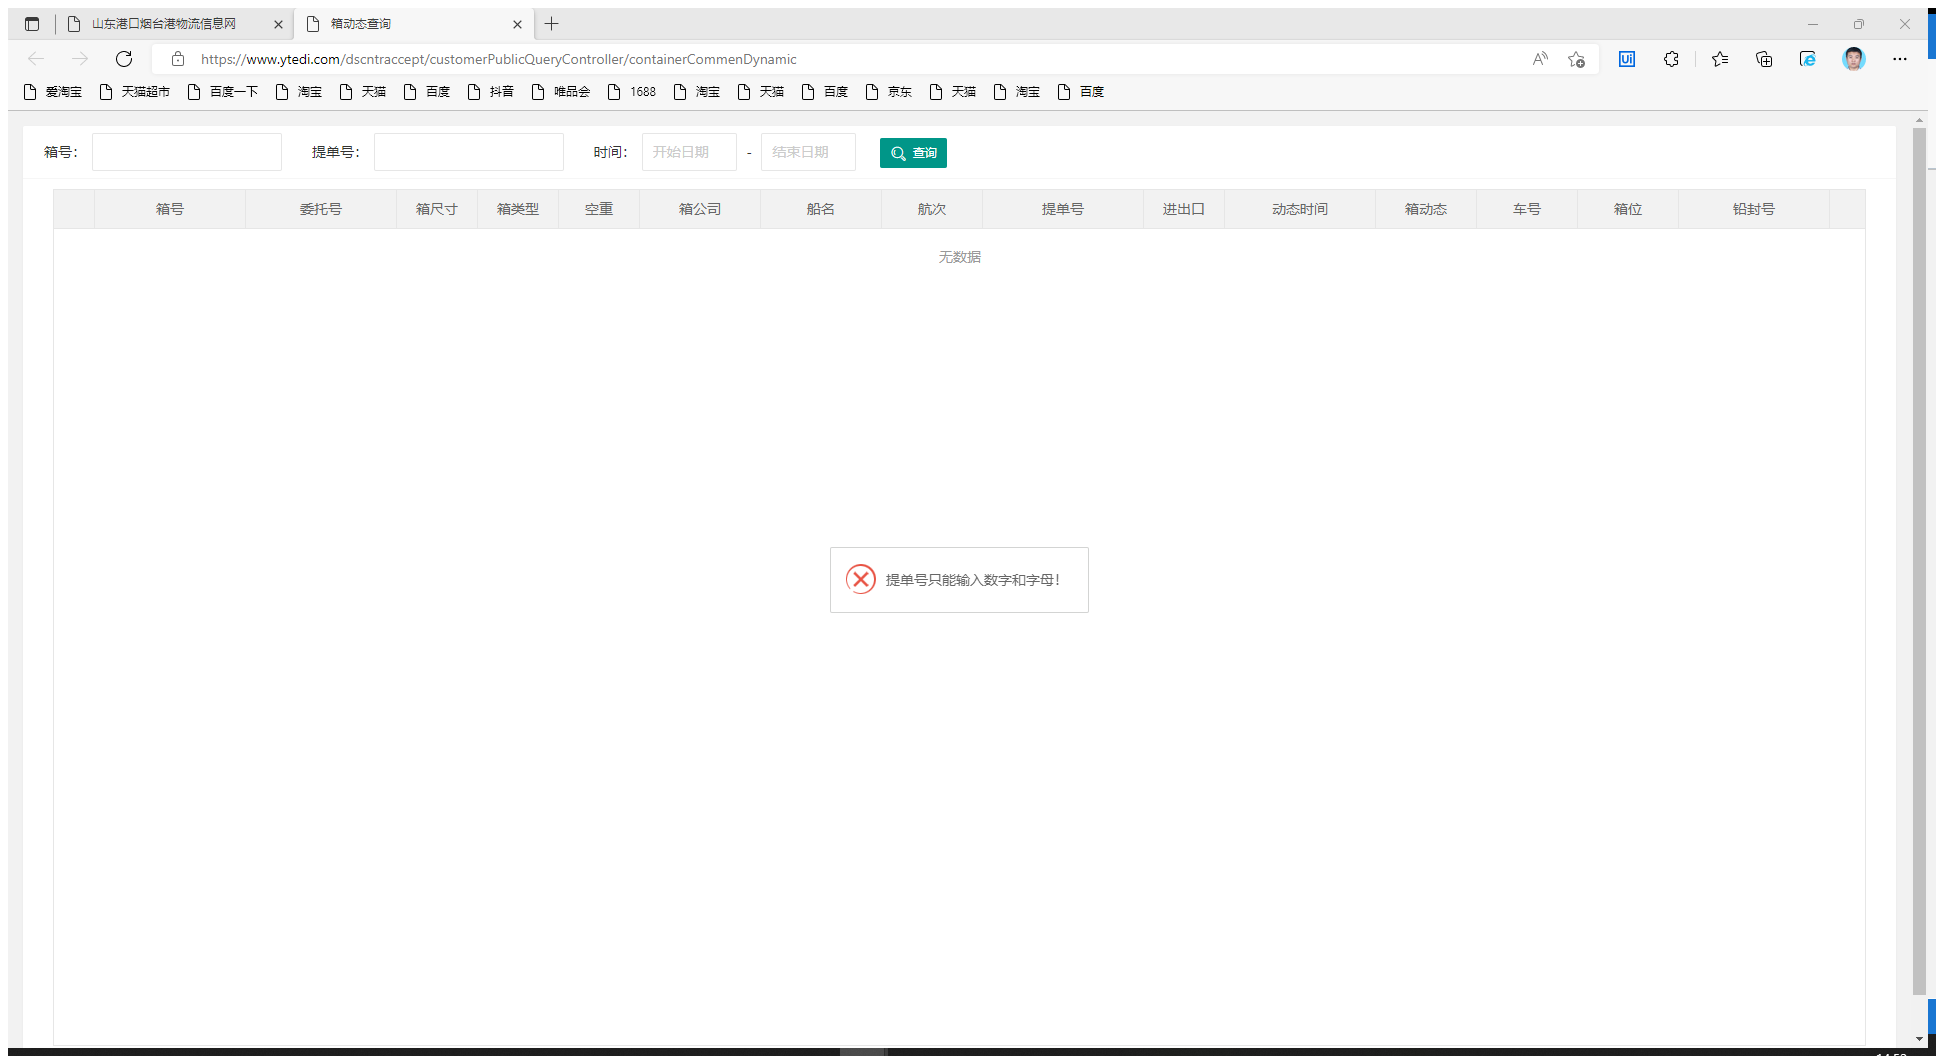 山东港口烟台港物流信息网 箱动态查询
https://www.ytedi.com/dscntraccept/customerPublicQueryController/containerCommenDynamic
爱淘宝 天猫超市 百度一下 淘宝 天猫 百度 抖音 唯品会 1688 淘宝 天猫 百度 京东 天猫 淘宝 百度
箱号: 提单号: 时间: 开始日期 - 结束日期 查询
箱号 委托号 箱尺寸 箱类型 空重 箱公司 船名 航次 提单号 进出口 动态时间 箱动态 车号 箱位 铅封号
无数据
提单号只能输入数字和字母!